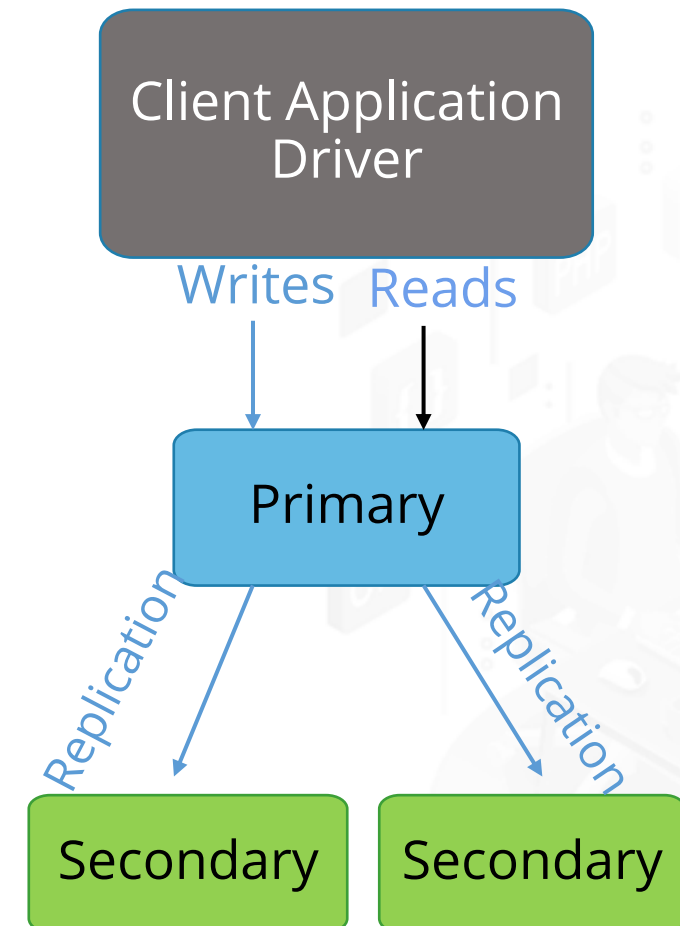 Client Application
Driver
Writes
Reads
Primary
Replication
Replication
Secondary
Secondary